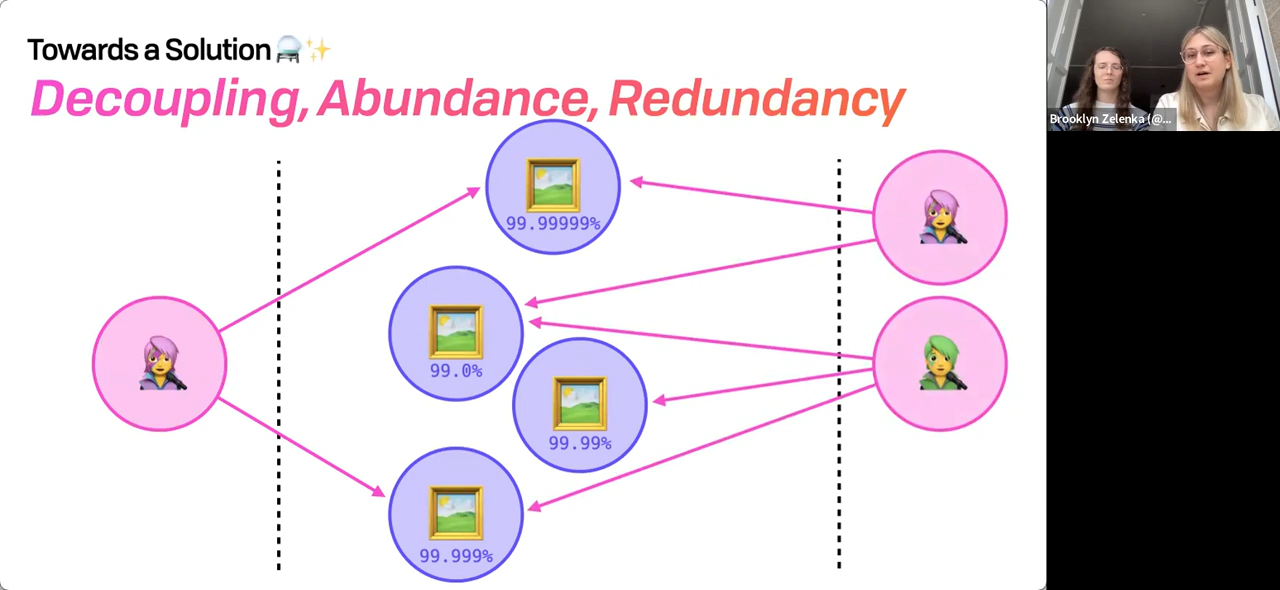 Towards a Solution 🔮✨
Decoupling, Abundance, Redundancy
99.99999%
99.0%
99.99%
99.999%
Brooklyn Zelenka (@...